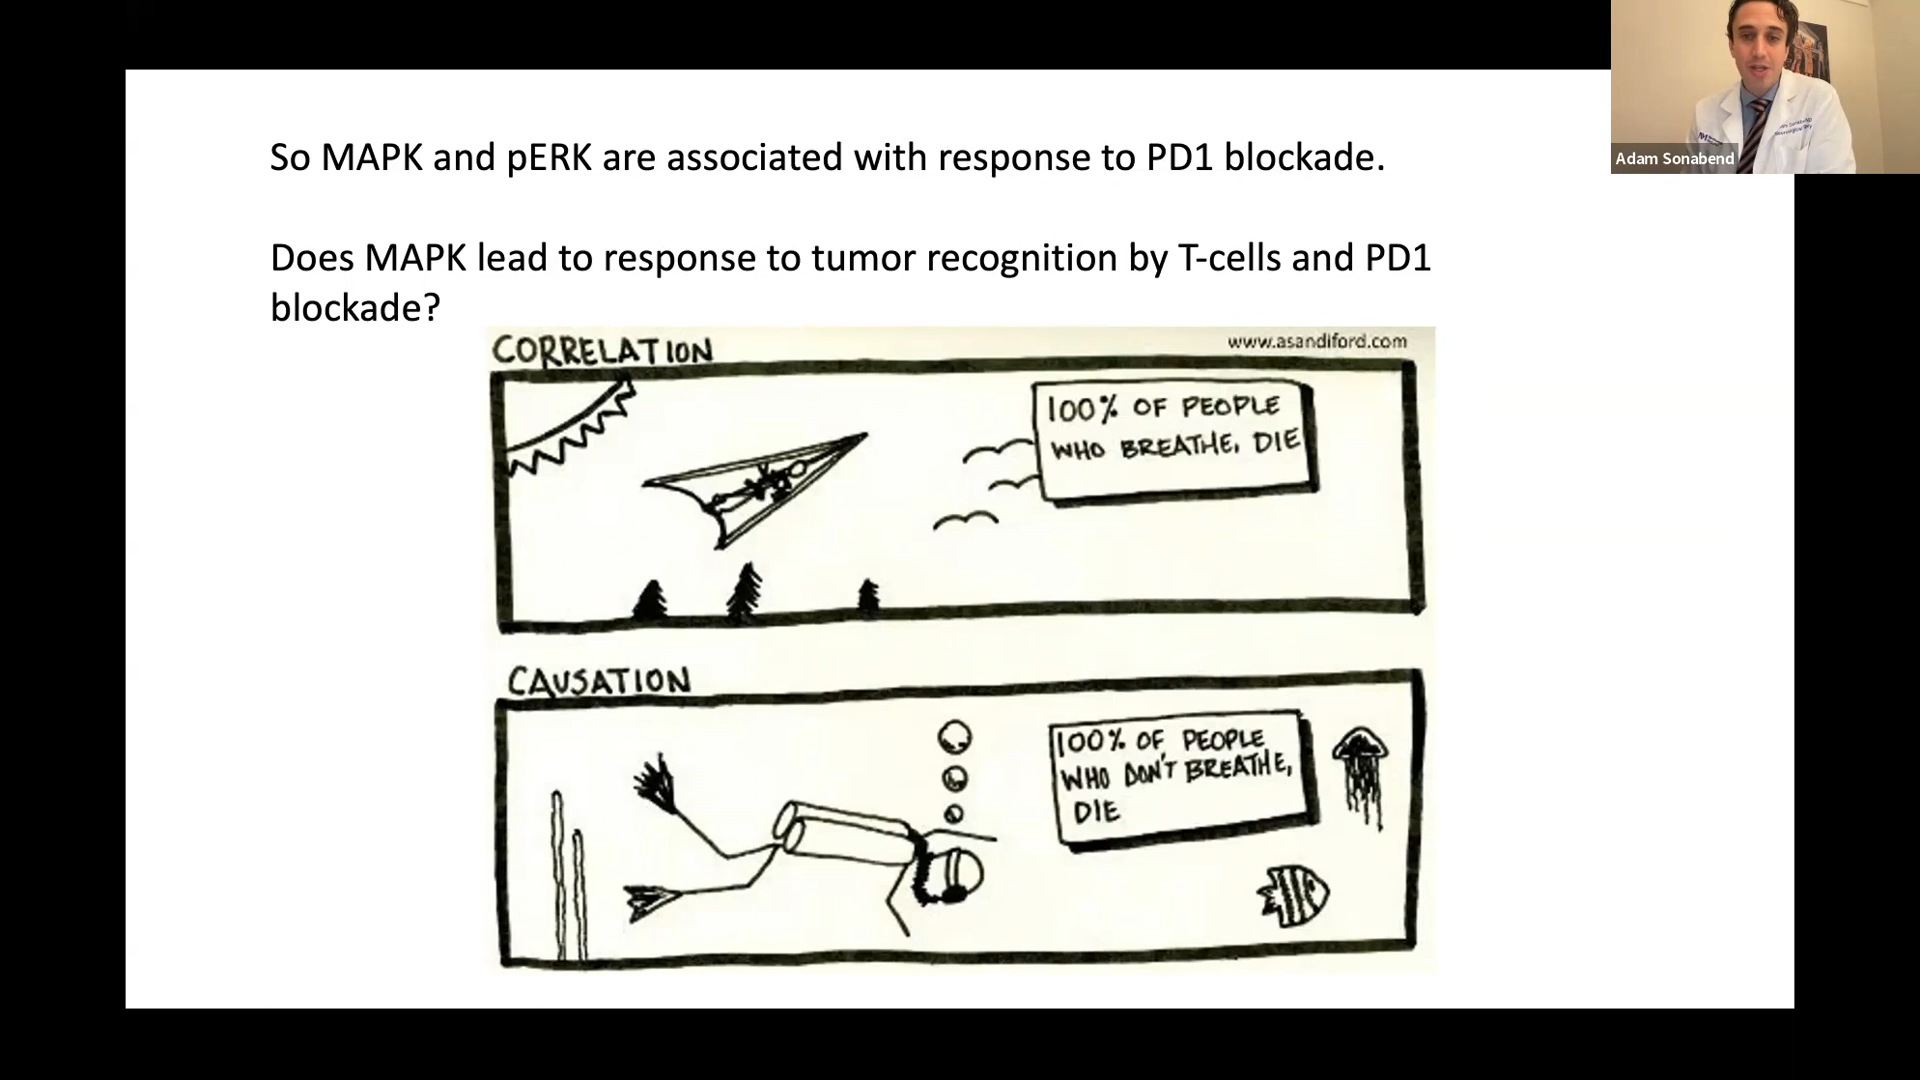 So MAPK and pERK are associated with response to PD1 blockade.
Does MAPK lead to response to tumor recognition by T-cells and PD1
blockade?
CORRELATION
www.asandiford.com
100% OF PEOPLE
WHO BREATHE, DIE
CAUSATION
100% OF PEOPLE
WHO DON'T BREATHE,
DIE
Adam Sonabend